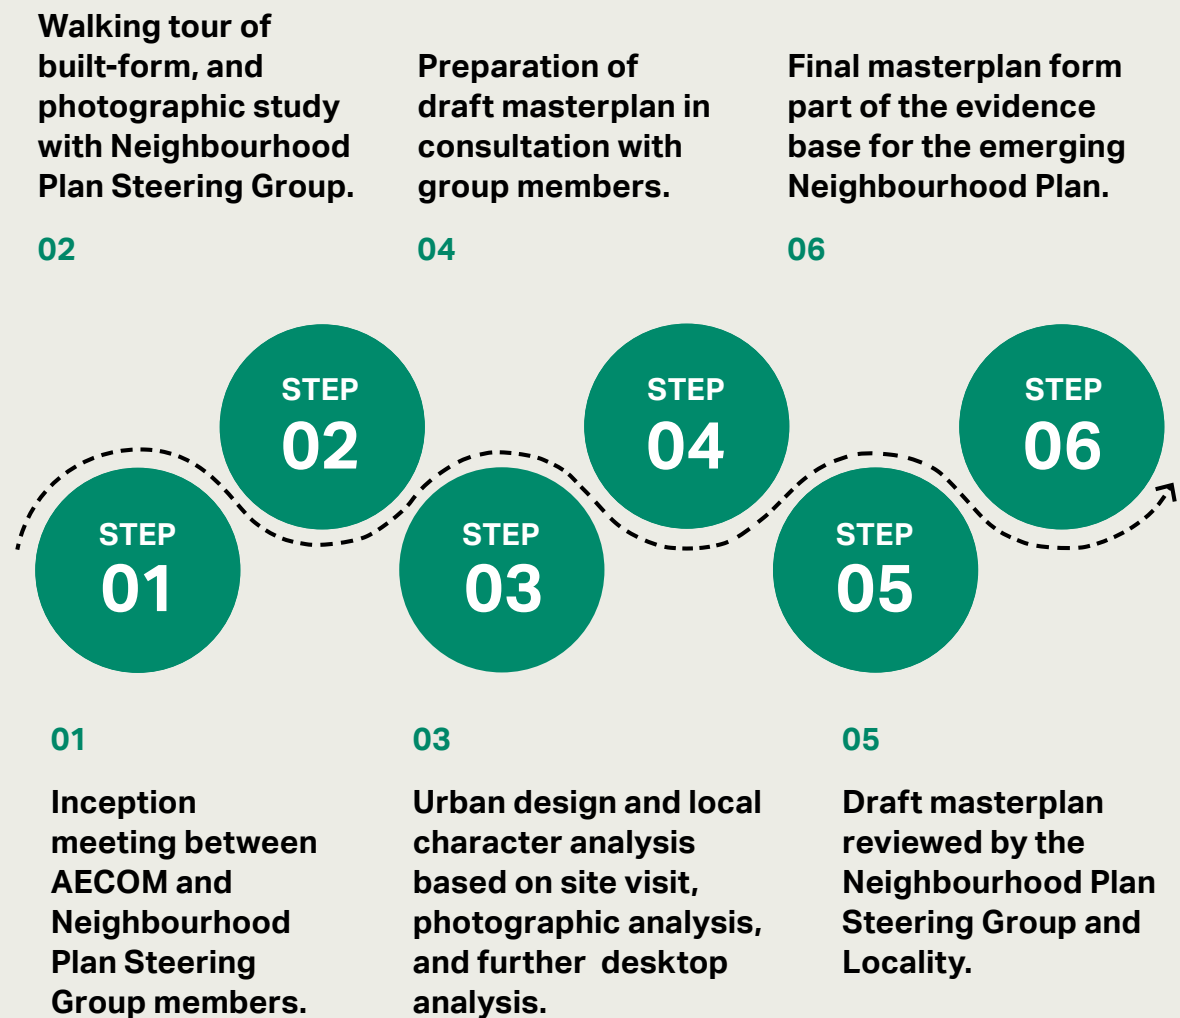 Walking tour of
built-form, and
photographic study
with Neighbourhood
Plan Steering Group.
02
Preparation of
draft masterplan in
consultation with
group members.
04
Final masterplan form
part of the evidence
base for the emerging
Neighbourhood Plan.
06
STEP
01
STEP
02
STEP
03
STEP
04
STEP
05
STEP
06
01
Inception
meeting between
AECOM and
Neighbourhood
Plan Steering
Group members.
03
Urban design and local
character analysis
based on site visit,
photographic analysis,
and further desktop
analysis.
05
Draft masterplan
reviewed by the
Neighbourhood Plan
Steering Group and
Locality.